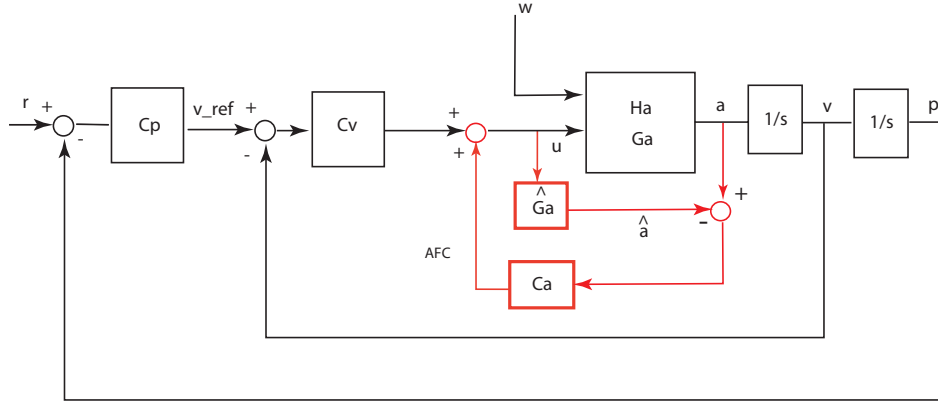 w
r
+
-
Cp
v_ref
+
-
Cv
+
+
u
Ha
Ga
a
1/s
v
1/s
p
^
Ga
^
a
+
-
AFC
Ca